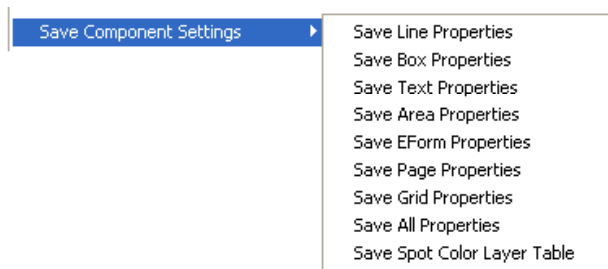 Save Component Settings
Save Line Properties
Save Box Properties
Save Text Properties
Save Area Properties
Save EForm Properties
Save Page Properties
Save Grid Properties
Save All Properties
Save Spot Color Layer Table